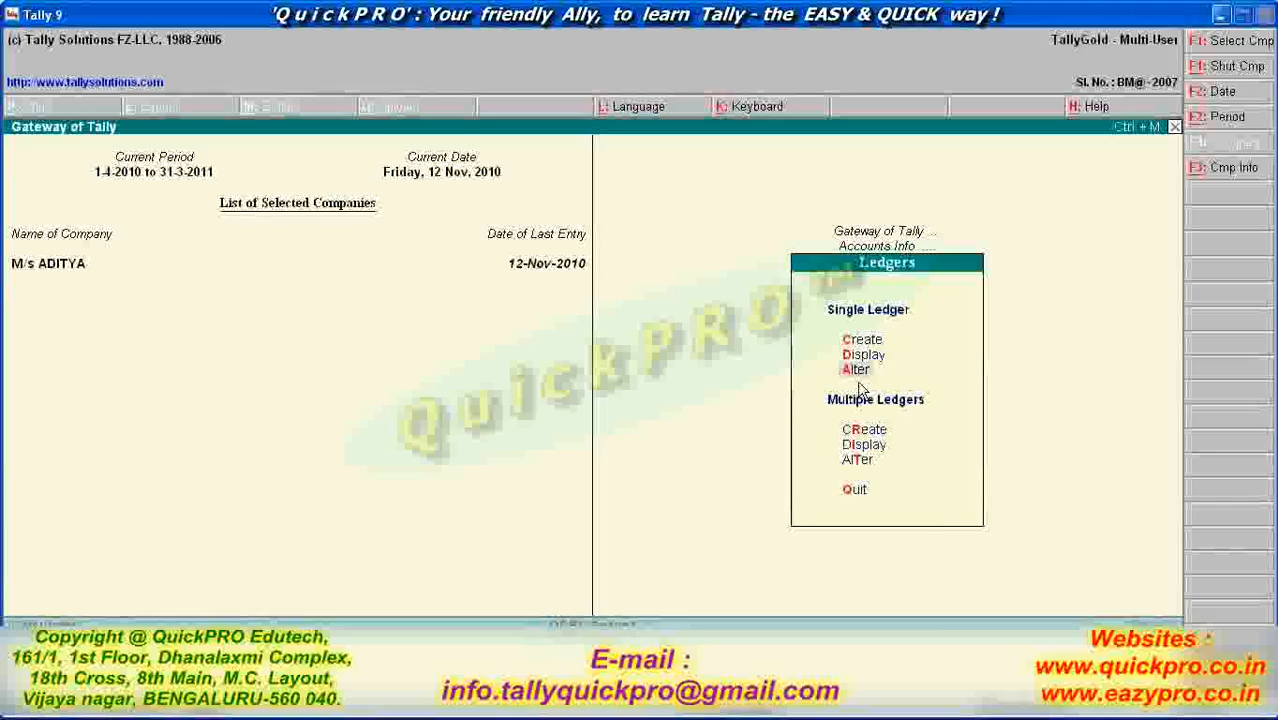 Tally 9
'QuickPRO' : Your friendly Ally, to learn Tally - the EASY & QUICK way !
(c) Tally Solutions FZ-LLC, 1988-2006
TallyGold - Multi-User
http://www.tallysolutions.com
Sl. No. : BM@-2007
L: Language
K: Keyboard
H: Help
F1: Select Cmp
F1: Shut Cmp
F2: Date
F2: Period
F3: Cmp Info
Gateway of Tally
Ctrl + M
Current Period
1-4-2010 to 31-3-2011
Current Date
Friday, 12 Nov, 2010
List of Selected Companies
Name of Company
Date of Last Entry
M/s ADITYA
12-Nov-2010
Gateway of Tally ..
Accounts Info ....
Ledgers
Single Ledger
Create
Display
Alter
Multiple Ledgers
CReate
DIsplay
AlTer
Quit
QuickPRO™
Copyright @ QuickPRO Edutech,
161/1, 1st Floor, Dhanalaxmi Complex,
18th Cross, 8th Main, M.C. Layout,
Vijaya nagar, BENGALURU-560 040.
E-mail :
info.tallyquickpro@gmail.com
Websites :
www.quickpro.co.in
www.eazypro.co.in